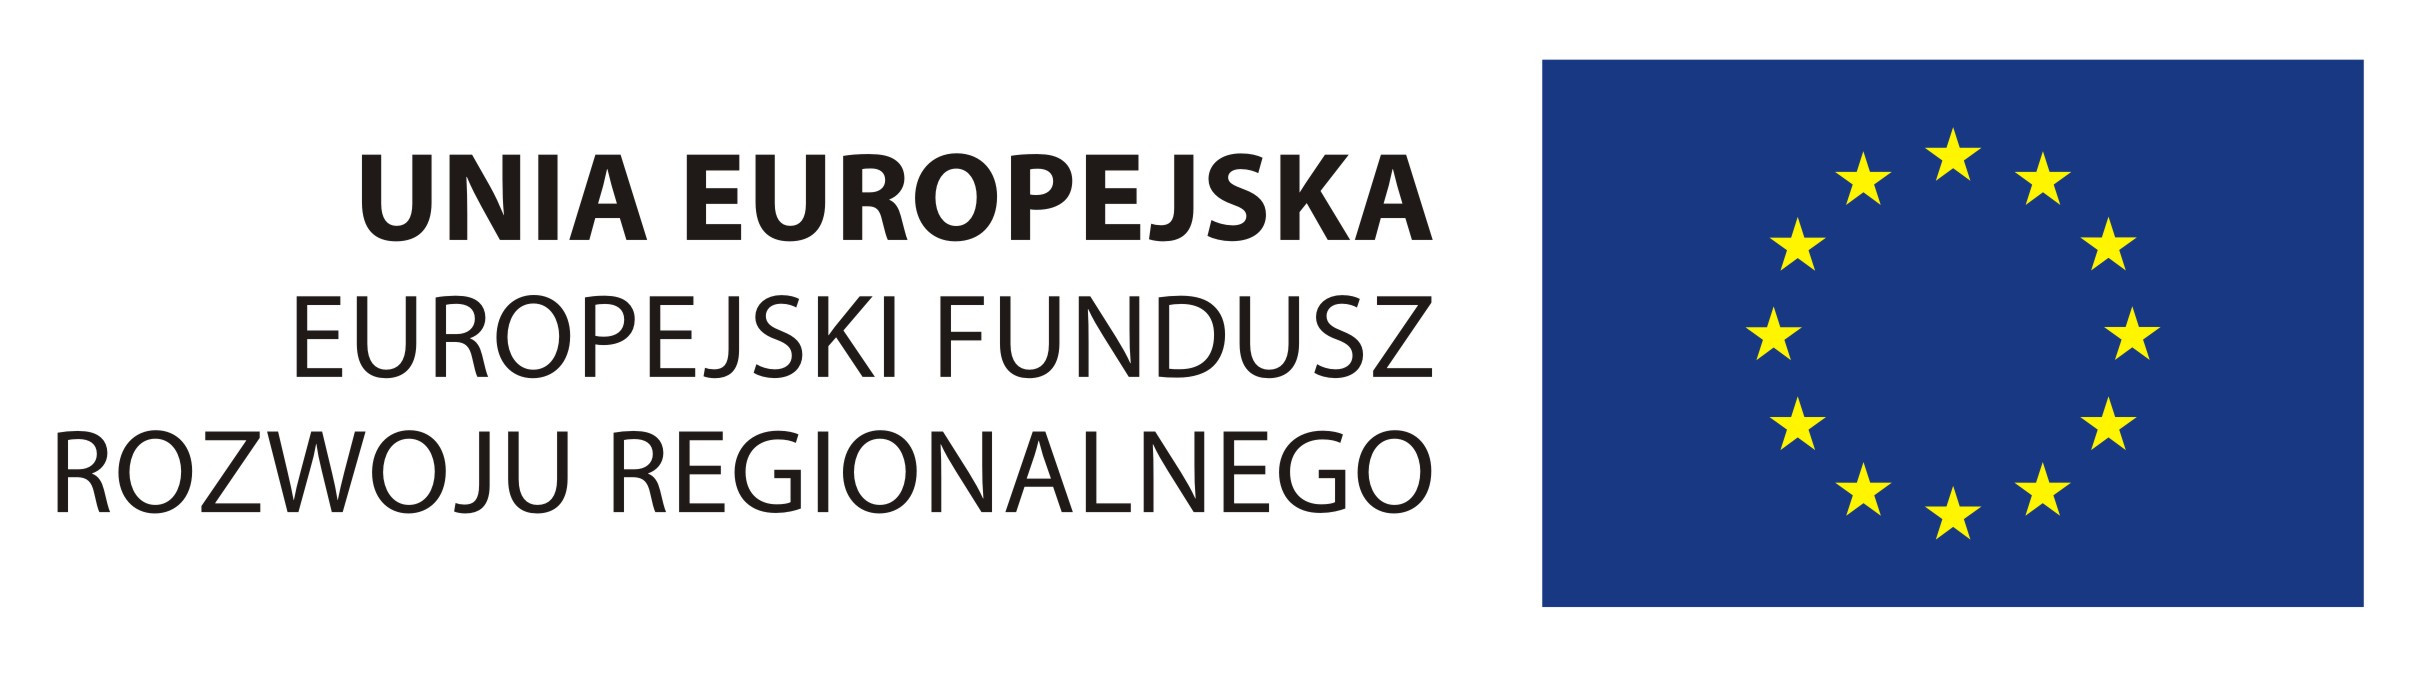 UNIA EUROPEJSKA
EUROPEJSKI FUNDUSZ
ROZWOJU REGIONALNEGO